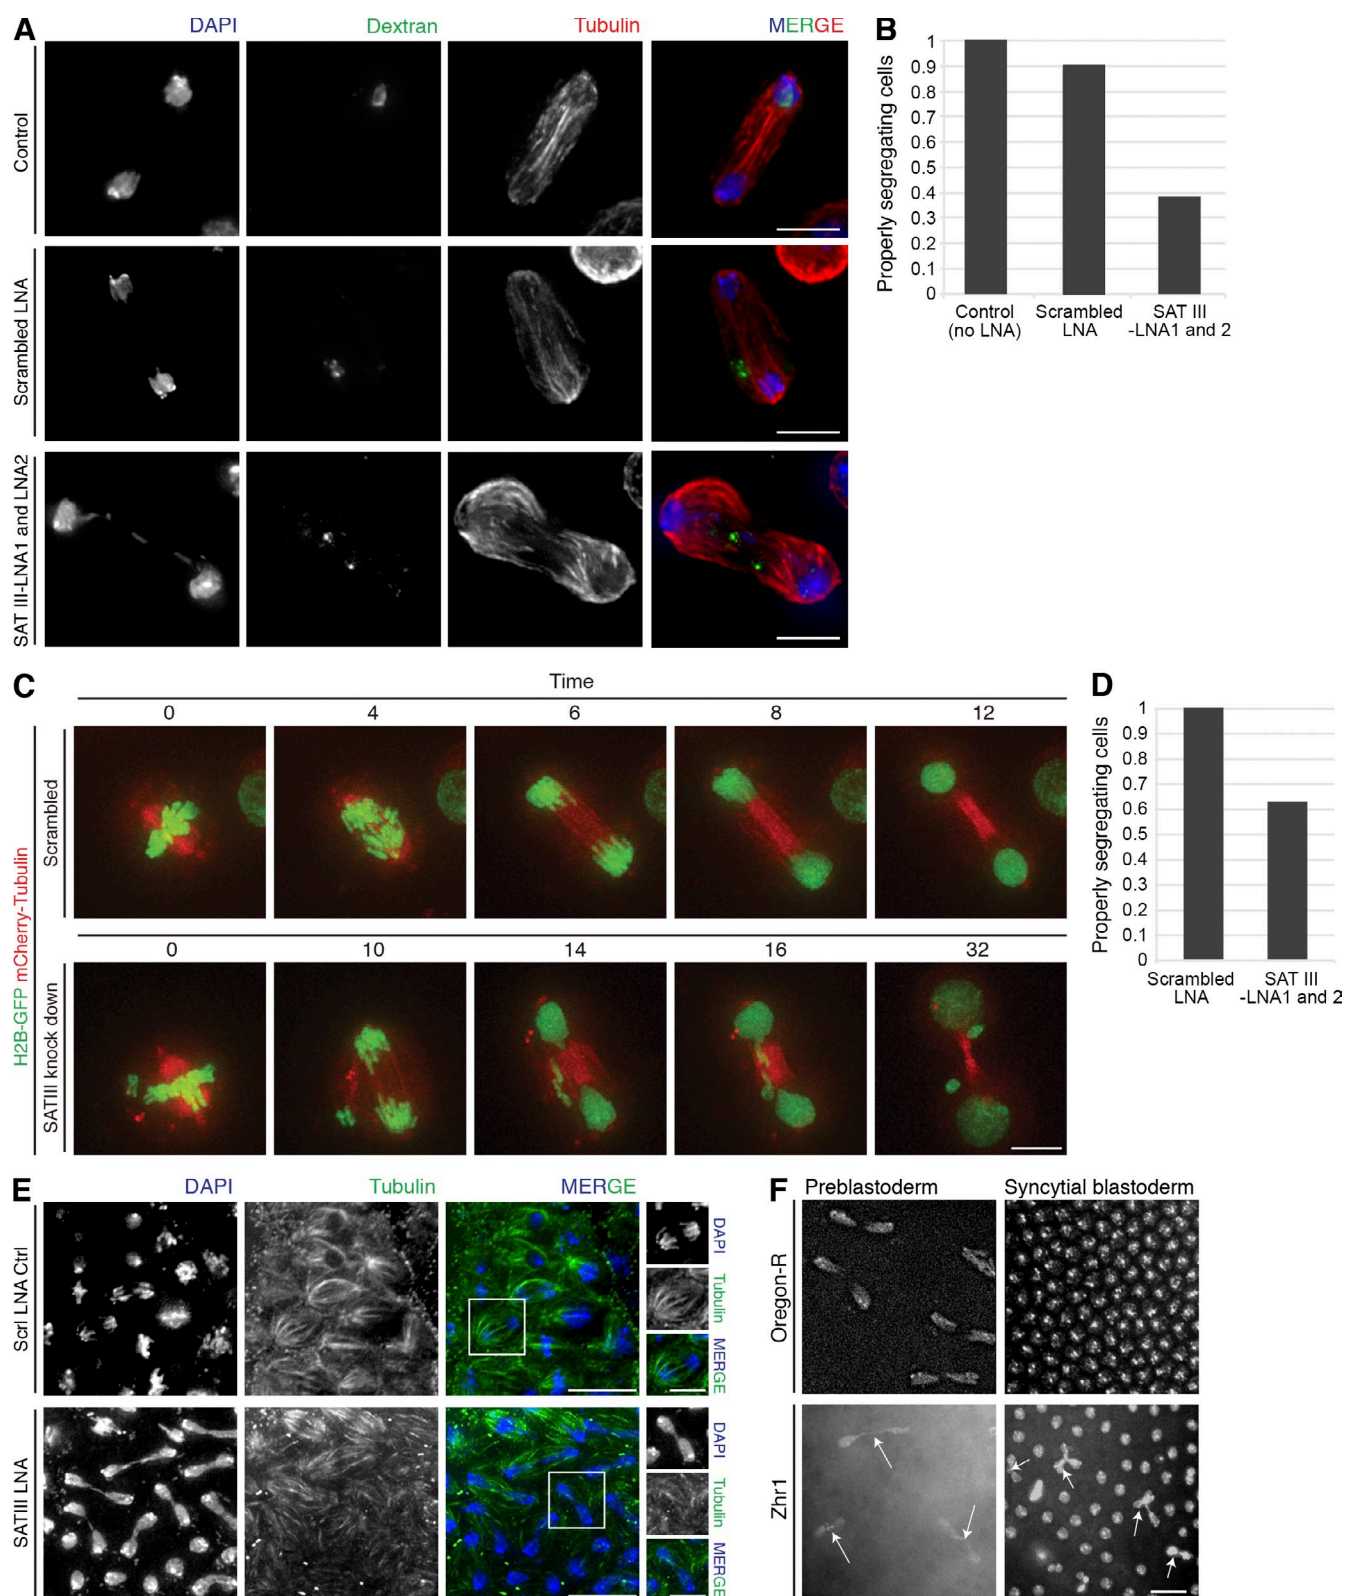 A
DAPI
Dextran
Tubulin
MERGE
Control
Scrambled LNA
SAT III-LNA1 and LNA2
B
Properly segregating cells
1
0.9
0.8
0.7
0.6
0.5
0.4
0.3
0.2
0.1
0
Control
(no LNA)
Scrambled
LNA
SAT III
-LNA1 and 2
C
Time
0
4
6
8
12
H2B-GFP mCherry-Tubulin
Scrambled
0
10
14
16
32
SATIII knock down
D
Properly segregating cells
1
0.9
0.8
0.7
0.6
0.5
0.4
0.3
0.2
0.1
0
Scrambled
LNA
SAT III
-LNA1 and 2
E
DAPI
Tubulin
MERGE
Scrl LNA Ctrl
DAPI
Tubulin
MERGE
SATIII LNA
DAPI
Tubulin
MERGE
F
Preblastoderm
Syncytial blastoderm
Oregon-R
Zhr1